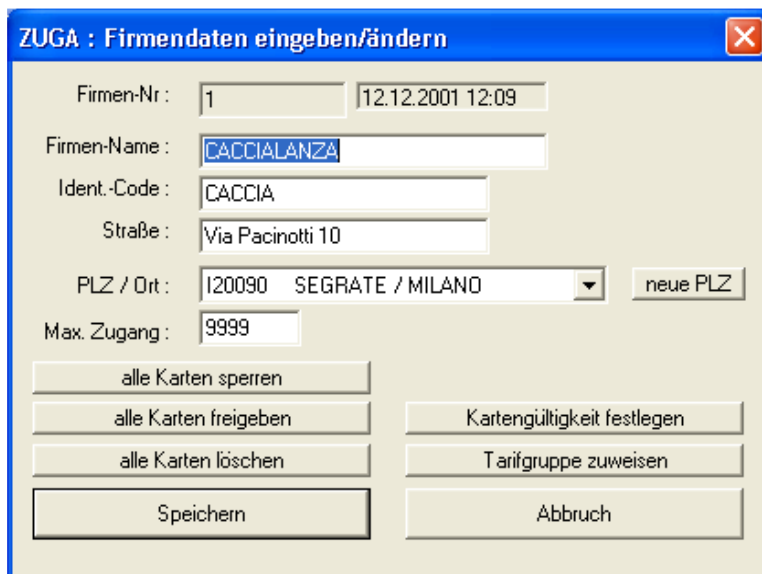 ZUGA : Firmendaten eingeben/ändern
Firmen-Nr : 1 12.12.2001 12:09
Firmen-Name : CACCIALANZA
Ident.-Code : CACCIA
Straße : Via Pacinotti 10
PLZ / Ort : I20090 SEGRATE / MILANO neue PLZ
Max. Zugang : 9999
alle Karten sperren
alle Karten freigeben Kartengültigkeit festlegen
alle Karten löschen Tarifgruppe zuweisen
Speichern Abbruch